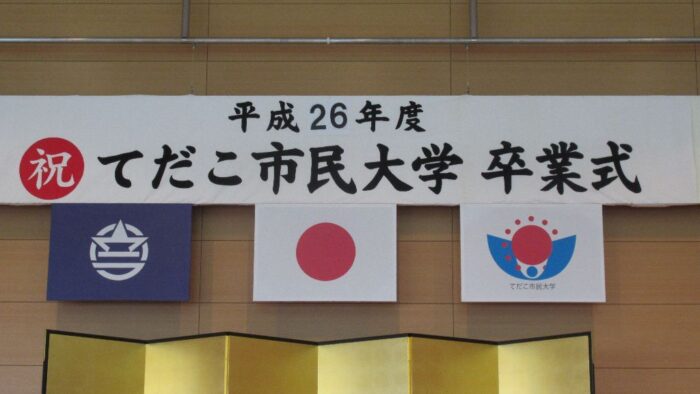 平成26年度
祝 てだこ市民大学 卒業式
てだこ市民大学